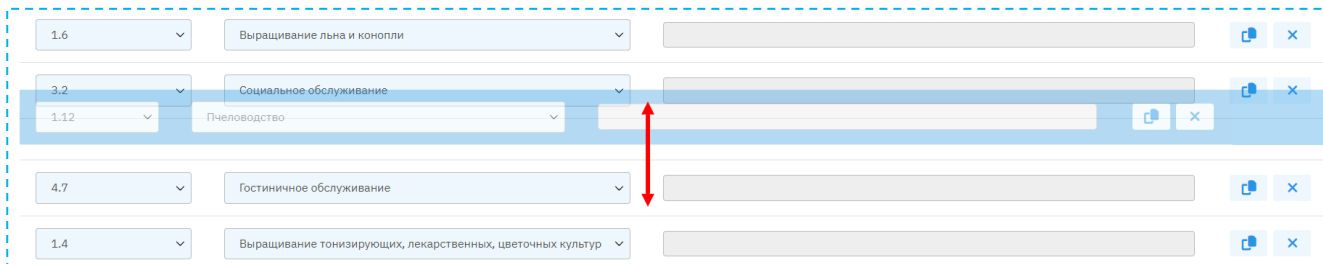 1.6 Выращивание льна и конопли
3.2 Социальное обслуживание
1.12 Пчеловодство
4.7 Гостиничное обслуживание
1.4 Выращивание тонизирующих, лекарственных, цветочных культур